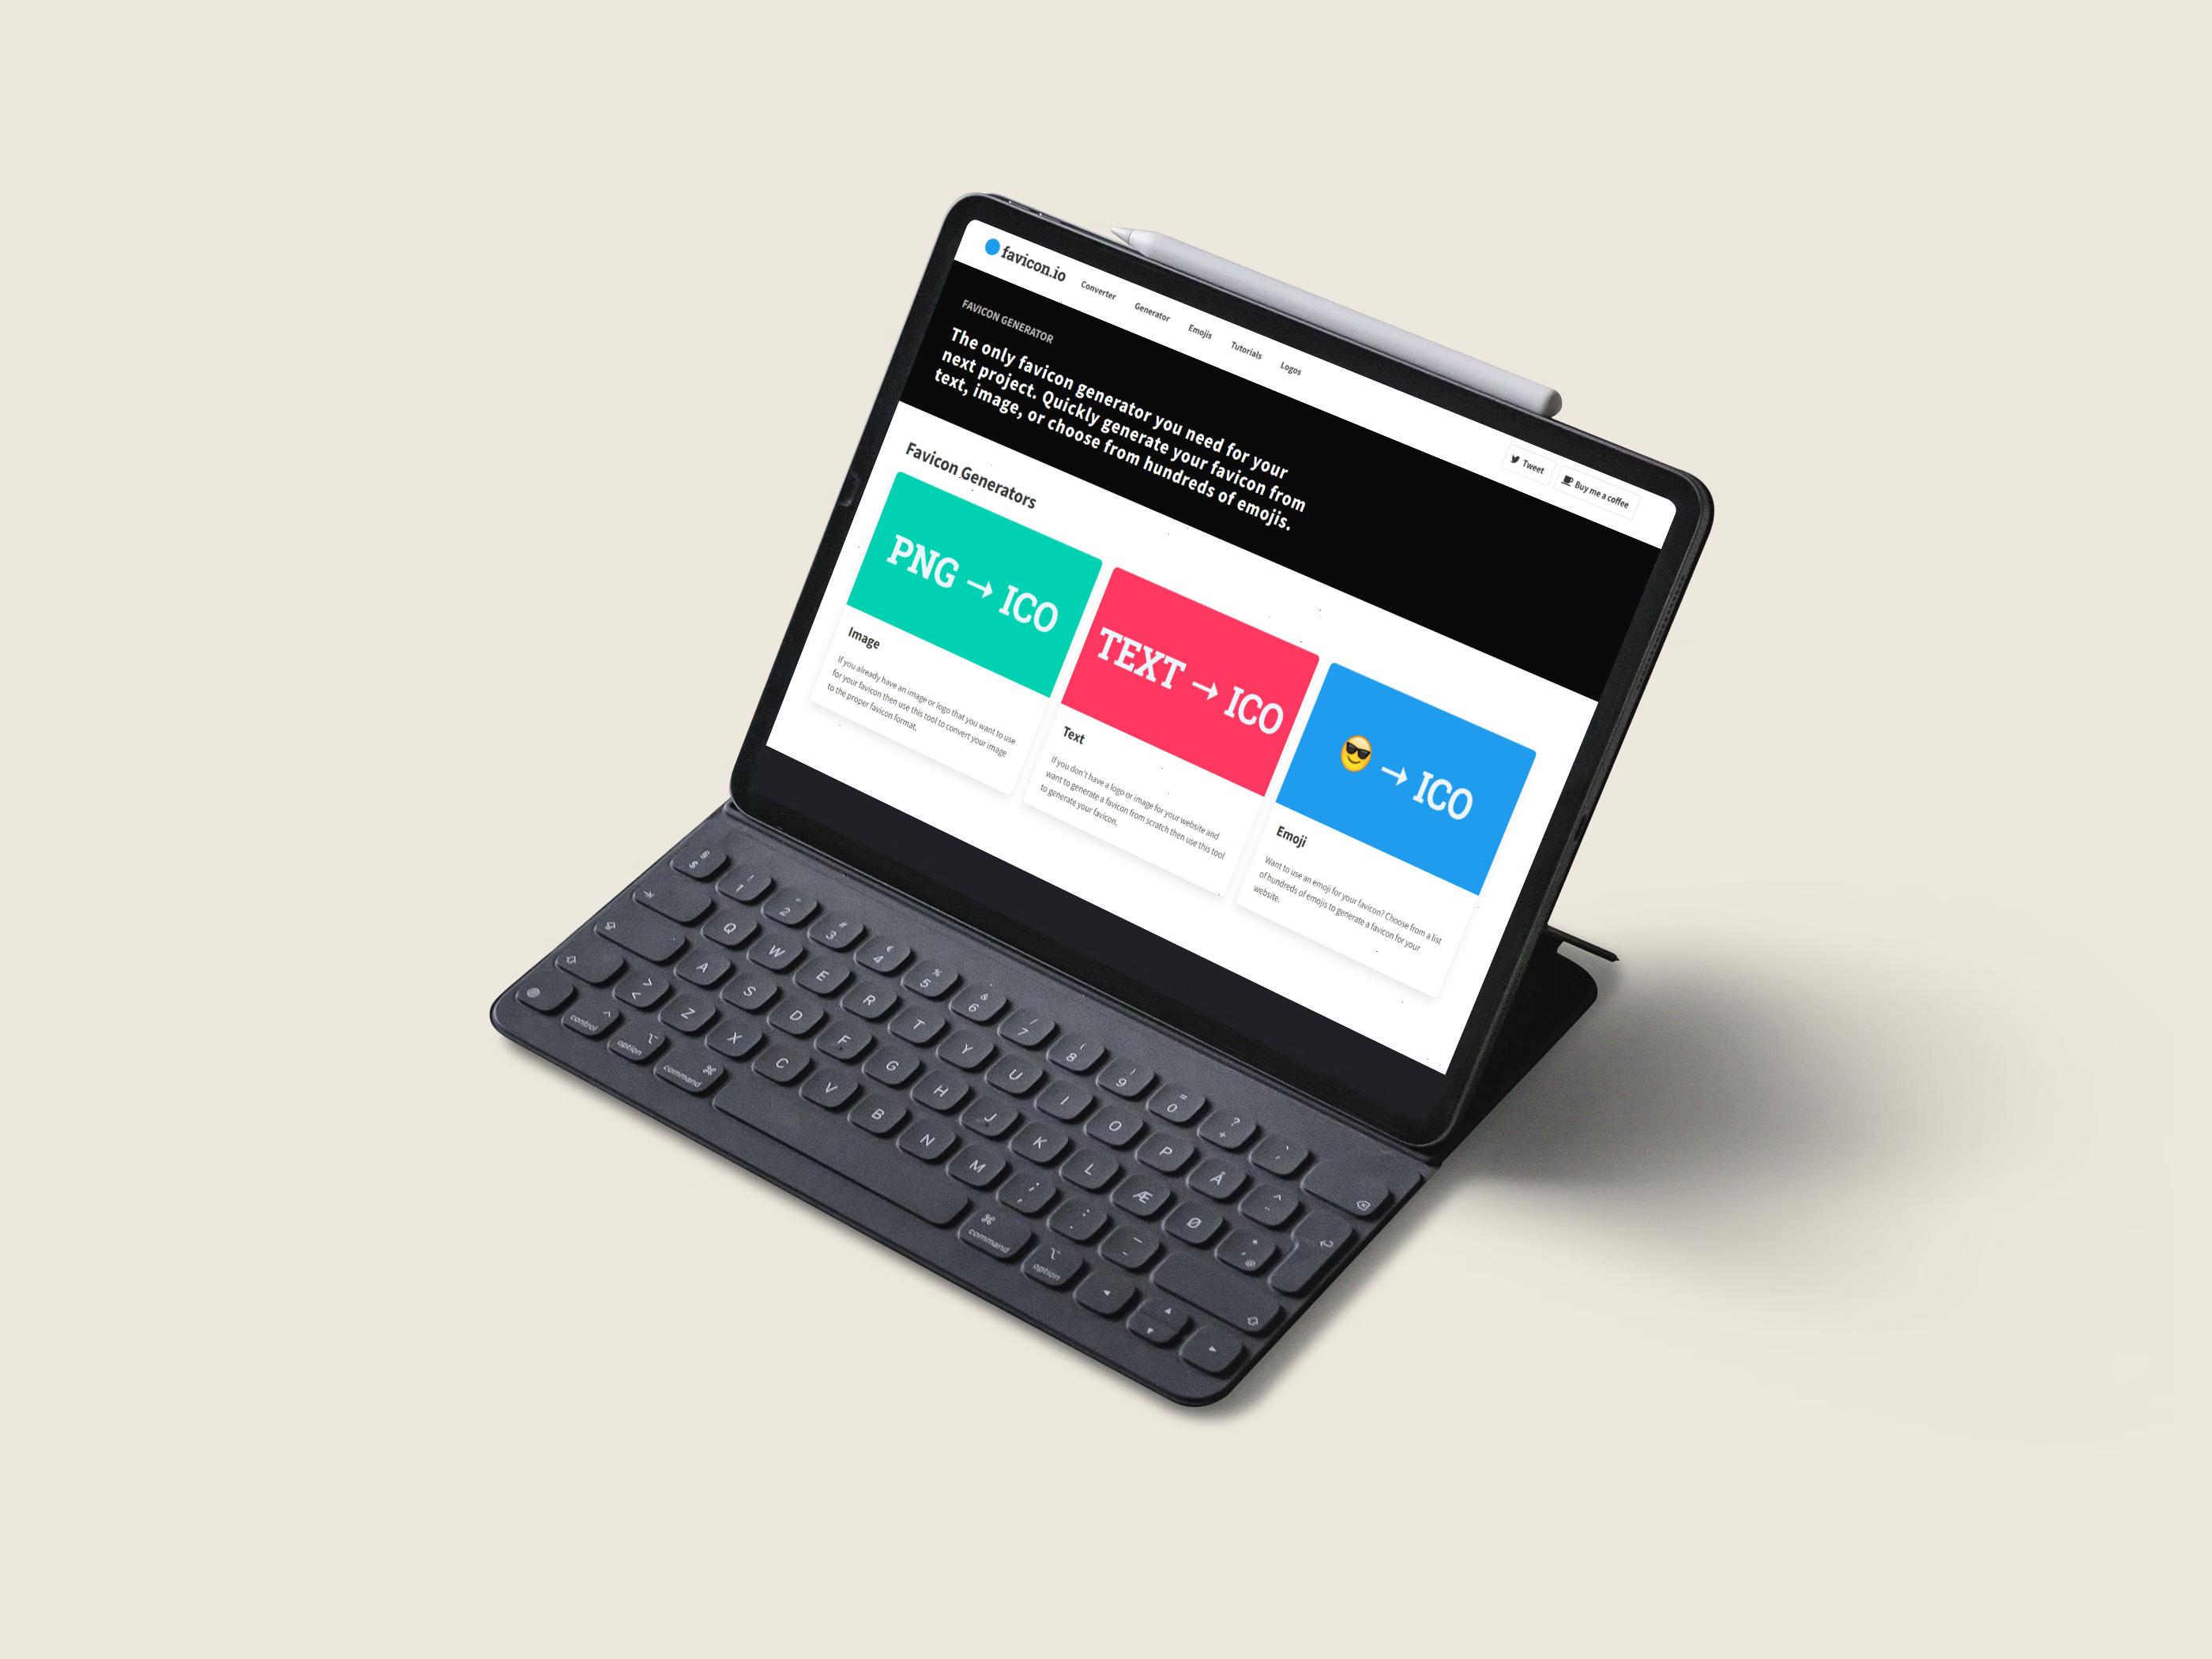 favicon.io
Converter Generator Emojis Tutorials Logos
Tweet
Buy me a coffee
FAVICON GENERATOR
The only favicon generator you need for your
next project. Quickly generate your favicon from
text, image, or choose from hundreds of emojis.
Favicon Generators
PNG → ICO
Image
If you already have an image or logo that you want to use
for your favicon then use this tool to convert your image
to the proper favicon format.
TEXT → ICO
Text
If you don't have a logo or image for your website and
want to generate a favicon from scratch then use this tool
to generate your favicon.
😎 → ICO
Emoji
Want to use an emoji for your favicon? Choose from a list
of hundreds of emojis to generate a favicon for your
website.
§ $
! 1
" 2
# 3
€ 4
% 5
& 6
/ 7
( 8
) 9
= 0
? +
Q W E R T Y U I O P Å
A S D F G H J K L Æ Ø
> < Z X C V B N M
control option command command option